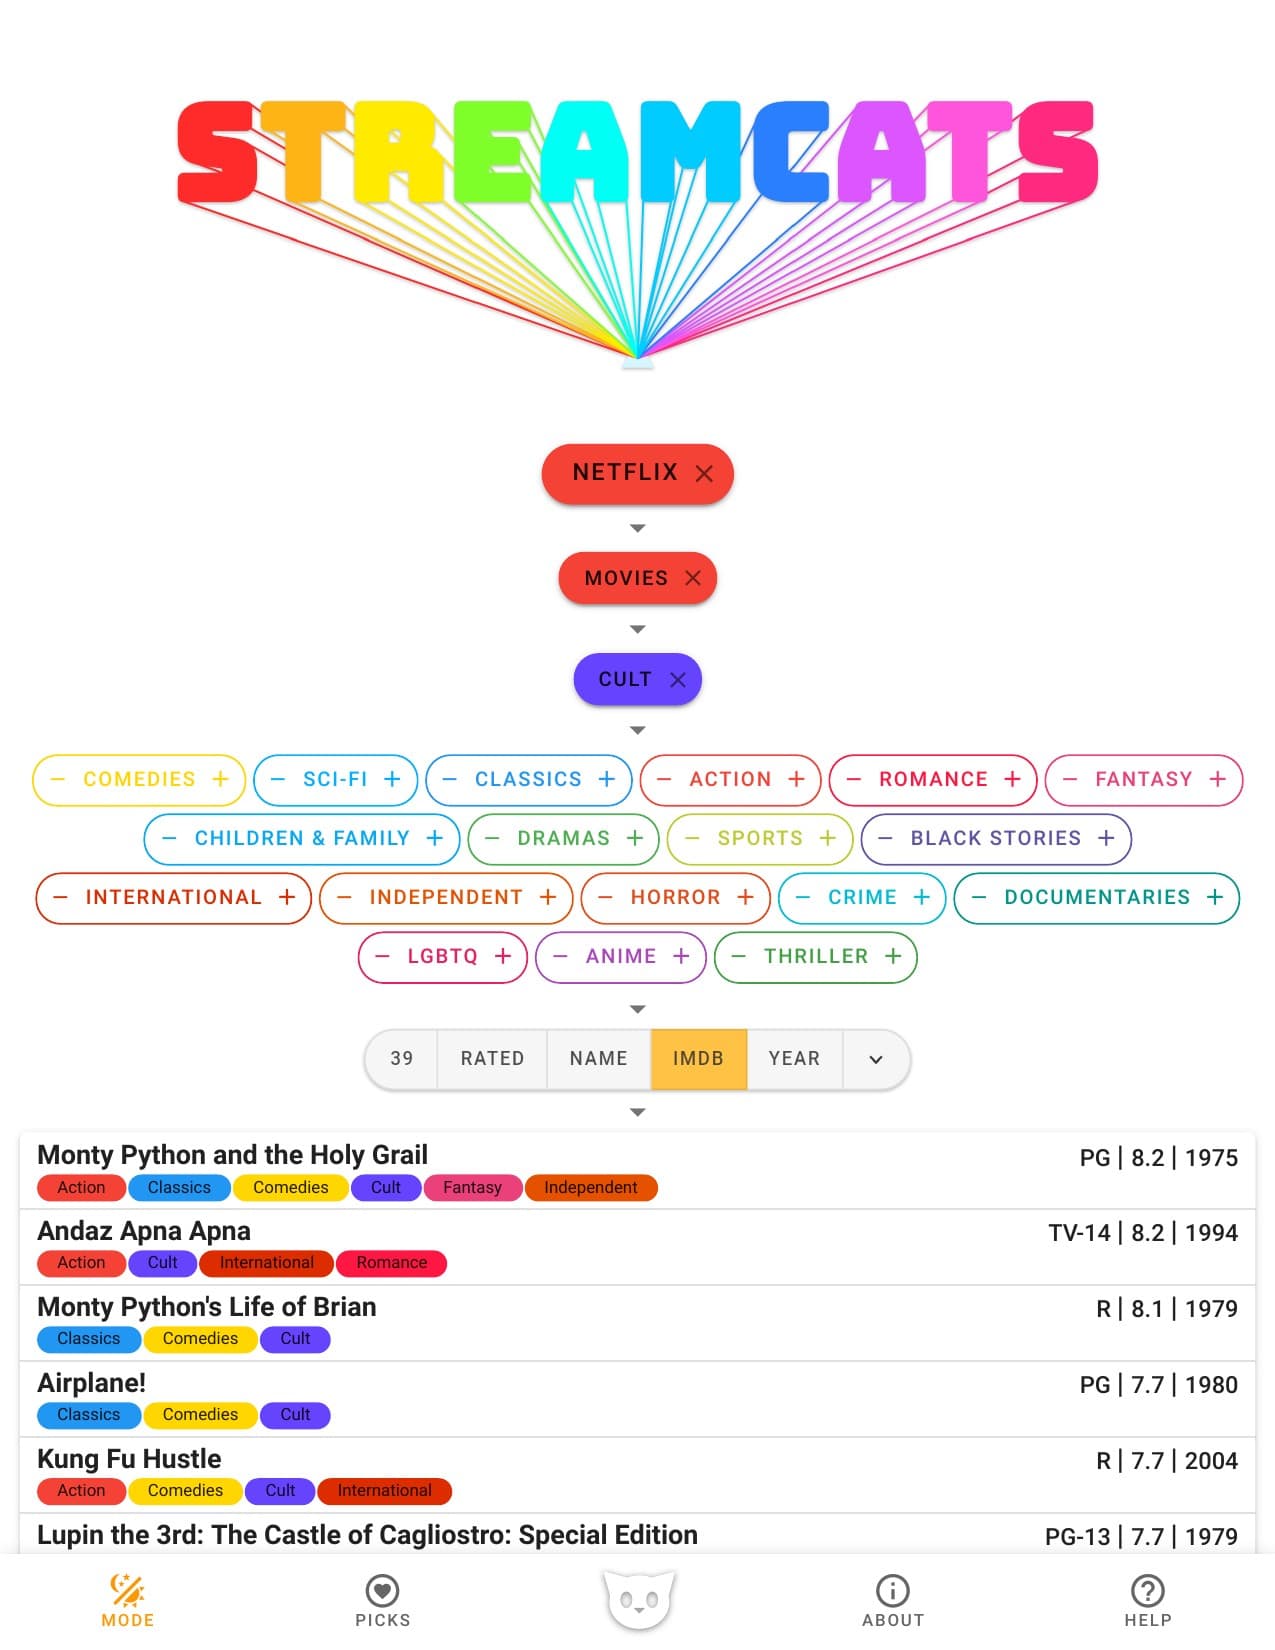 STREAMCATS
NETFLIX
MOVIES
CULT
COMEDIES SCI-FI CLASSICS ACTION ROMANCE FANTASY
CHILDREN & FAMILY DRAMAS SPORTS BLACK STORIES
INTERNATIONAL INDEPENDENT HORROR CRIME DOCUMENTARIES
LGBTQ ANIME THRILLER
39 RATED NAME IMDB YEAR
Monty Python and the Holy Grail PG | 8.2 | 1975
Action Classics Comedies Cult Fantasy Independent
Andaz Apna Apna TV-14 | 8.2 | 1994
Action Cult International Romance
Monty Python's Life of Brian R | 8.1 | 1979
Classics Comedies Cult
Airplane! PG | 7.7 | 1980
Classics Comedies Cult
Kung Fu Hustle R | 7.7 | 2004
Action Comedies Cult International
Lupin the 3rd: The Castle of Cagliostro: Special Edition PG-13 | 7.7 | 1979
MODE PICKS ABOUT HELP